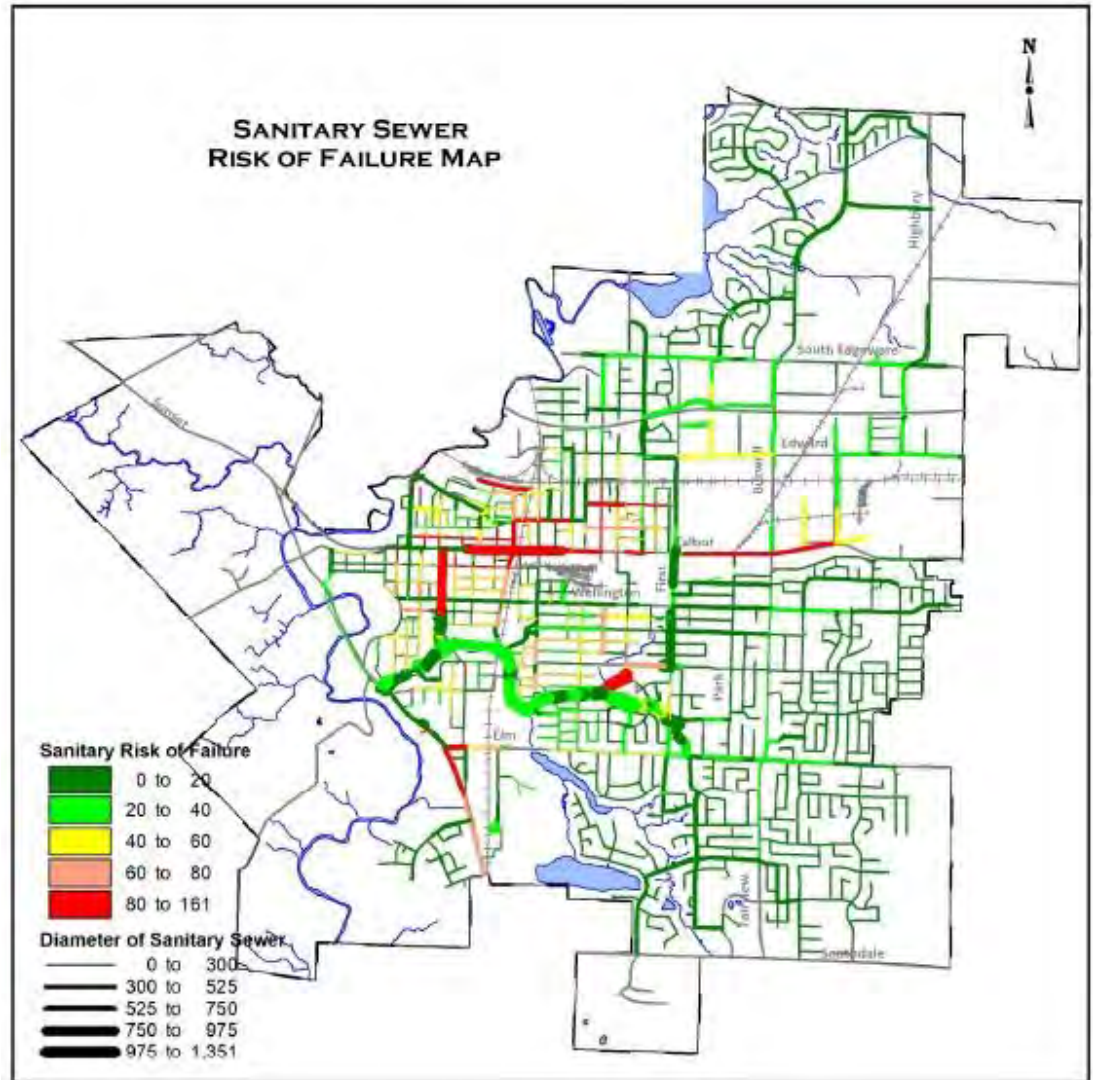 N
SANITARY SEWER
RISK OF FAILURE MAP
Highbury
South Edgeware
Sunset
Edward
Burwell
Talbot
First
Wellington
Park
Elm
Fairview
Southdale
Sanitary Risk of Failure
0 to 20
20 to 40
40 to 60
60 to 80
80 to 161
Diameter of Sanitary Sewer
0 to 300
300 to 525
525 to 750
750 to 975
975 to 1,351